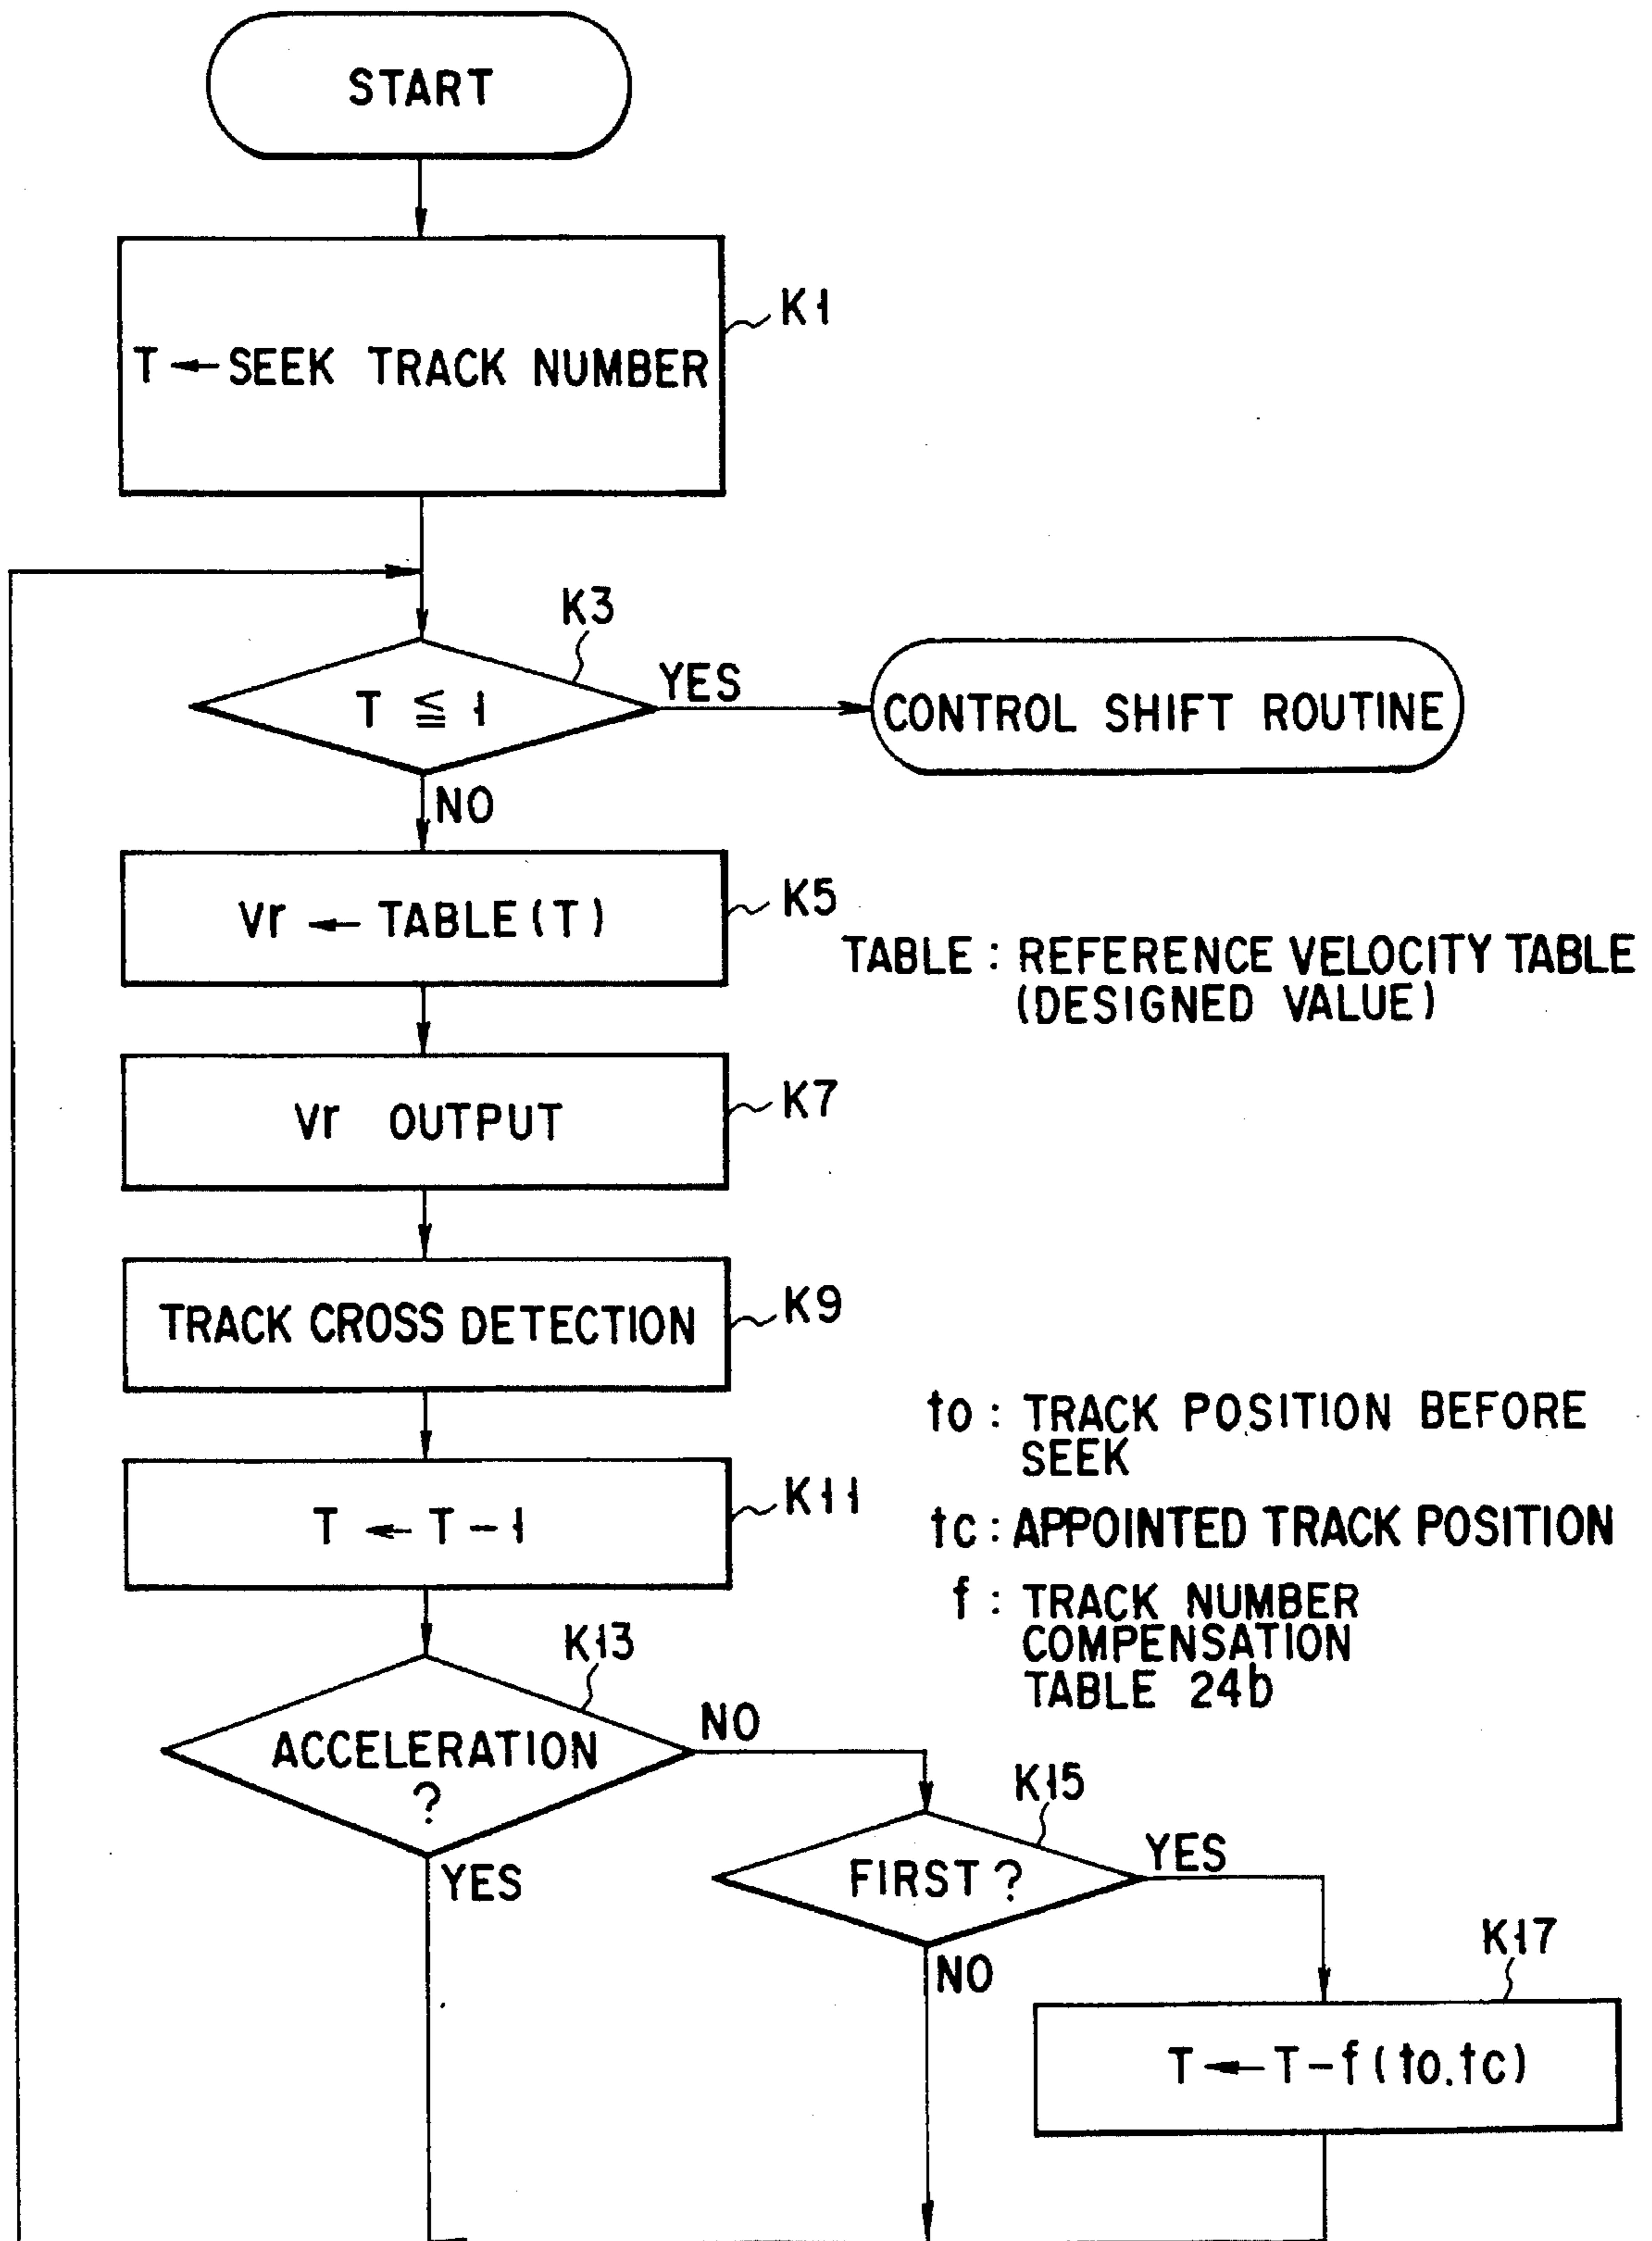 START
T ← SEEK TRACK NUMBER
K1
K3
T ≦ 1
YES
CONTROL SHIFT ROUTINE
NO
Vr ← TABLE(T)
K5
TABLE : REFERENCE VELOCITY TABLE
(DESIGNED VALUE)
Vr OUTPUT
K7
TRACK CROSS DETECTION
K9
to : TRACK POSITION BEFORE
SEEK
T ← T-1
K11
tc : APPOINTED TRACK POSITION
f : TRACK NUMBER
COMPENSATION
TABLE 24b
K13
ACCELERATION
?
NO
YES
K15
FIRST ?
YES
NO
K17
T ← T-f(to.tc)